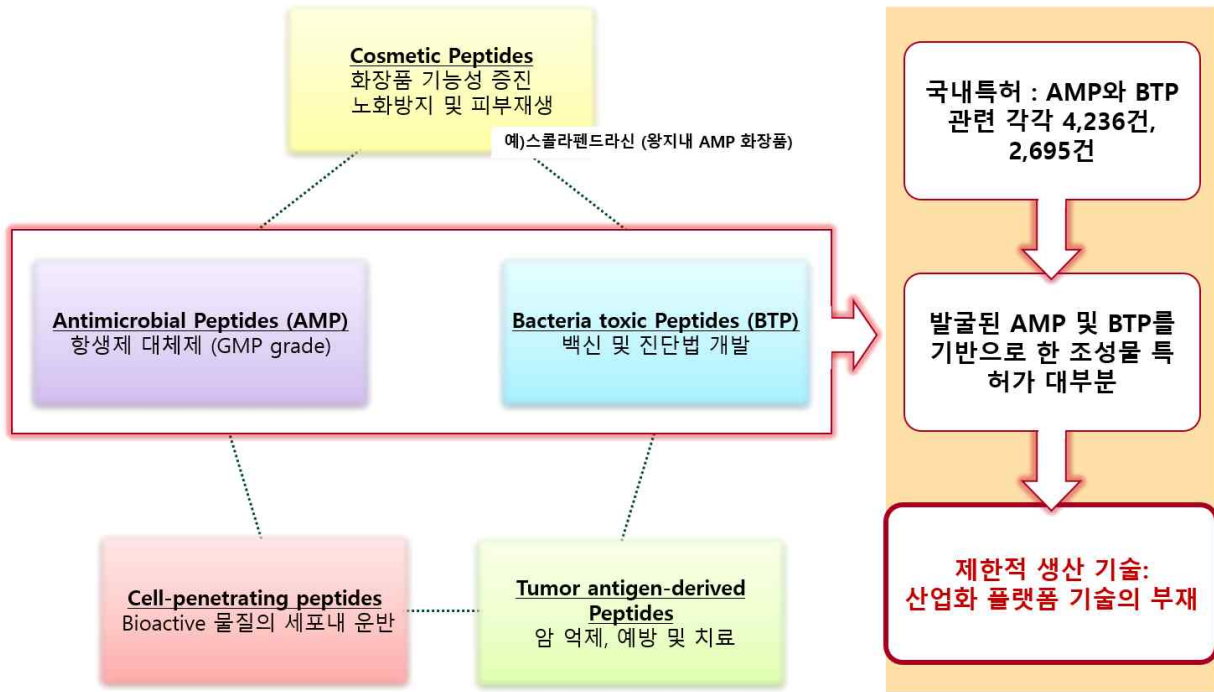 Cosmetic Peptides
화장품 기능성 증진
노화방지 및 피부재생
예)스콜라펜드라신 (왕지내 AMP 화장품)
Antimicrobial Peptides (AMP)
항생제 대체제 (GMP grade)
Bacteria toxic Peptides (BTP)
백신 및 진단법 개발
Cell-penetrating peptides
Bioactive 물질의 세포내 운반
Tumor antigen-derived
Peptides
암 억제, 예방 및 치료
국내특허 : AMP와 BTP
관련 각각 4,236건,
2,695건
발굴된 AMP 및 BTP를
기반으로 한 조성물 특
허가 대부분
제한적 생산 기술:
산업화 플랫폼 기술의 부재